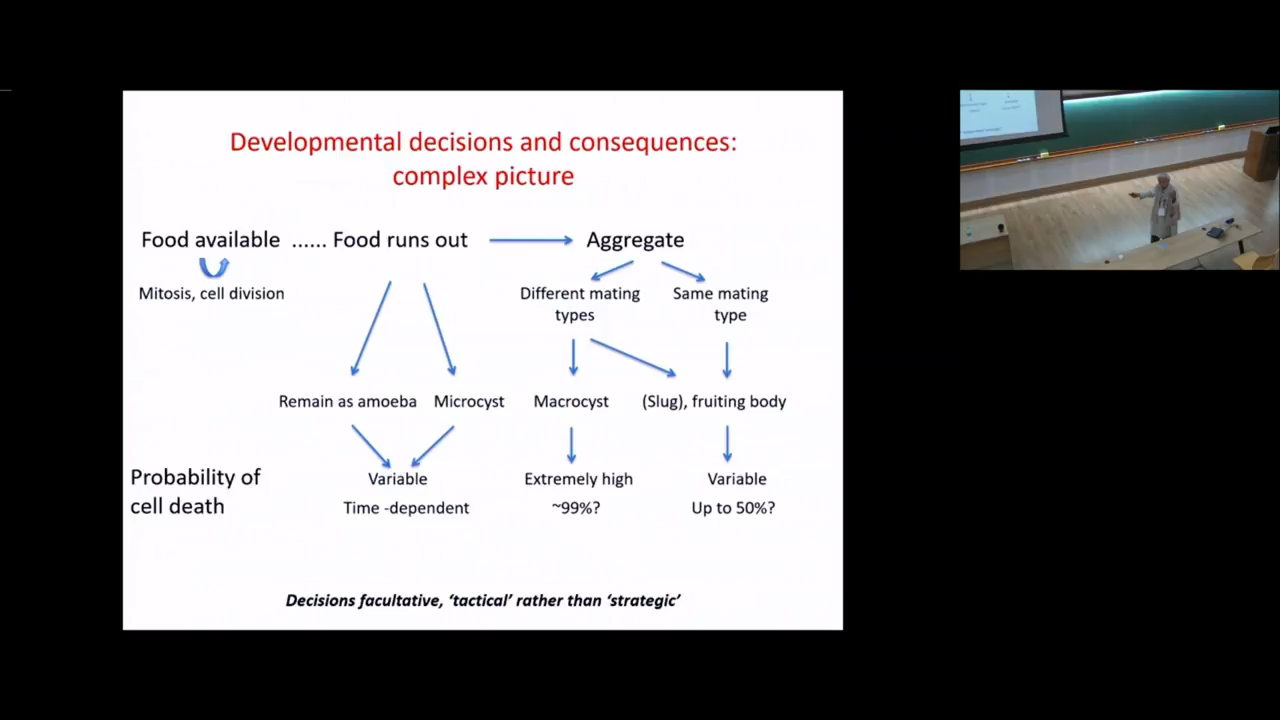 Developmental decisions and consequences:
complex picture
Food available ...... Food runs out
Aggregate
Mitosis, cell division
Different mating
types
Same mating
type
Remain as amoeba
Microcyst
Macrocyst
(Slug), fruiting body
Probability of
cell death
Variable
Time -dependent
Extremely high
~99%?
Variable
Up to 50%?
Decisions facultative, ‘tactical’ rather than ‘strategic’